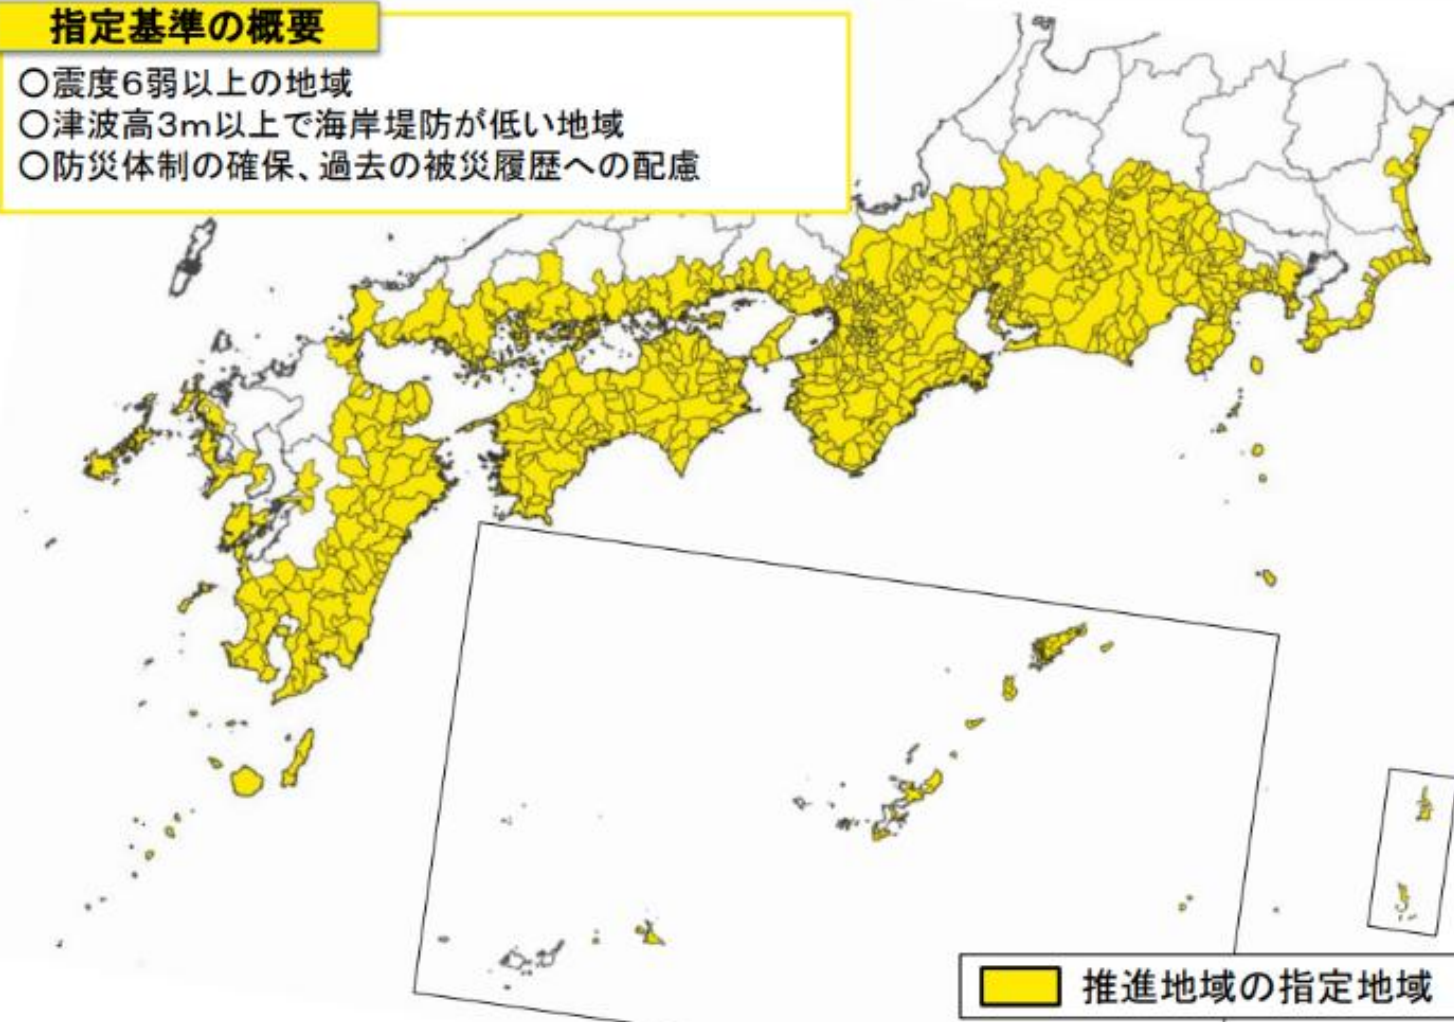 指定基準の概要
○震度6弱以上の地域
○津波高3m以上で海岸堤防が低い地域
○防災体制の確保、過去の被災履歴への配慮
推進地域の指定地域